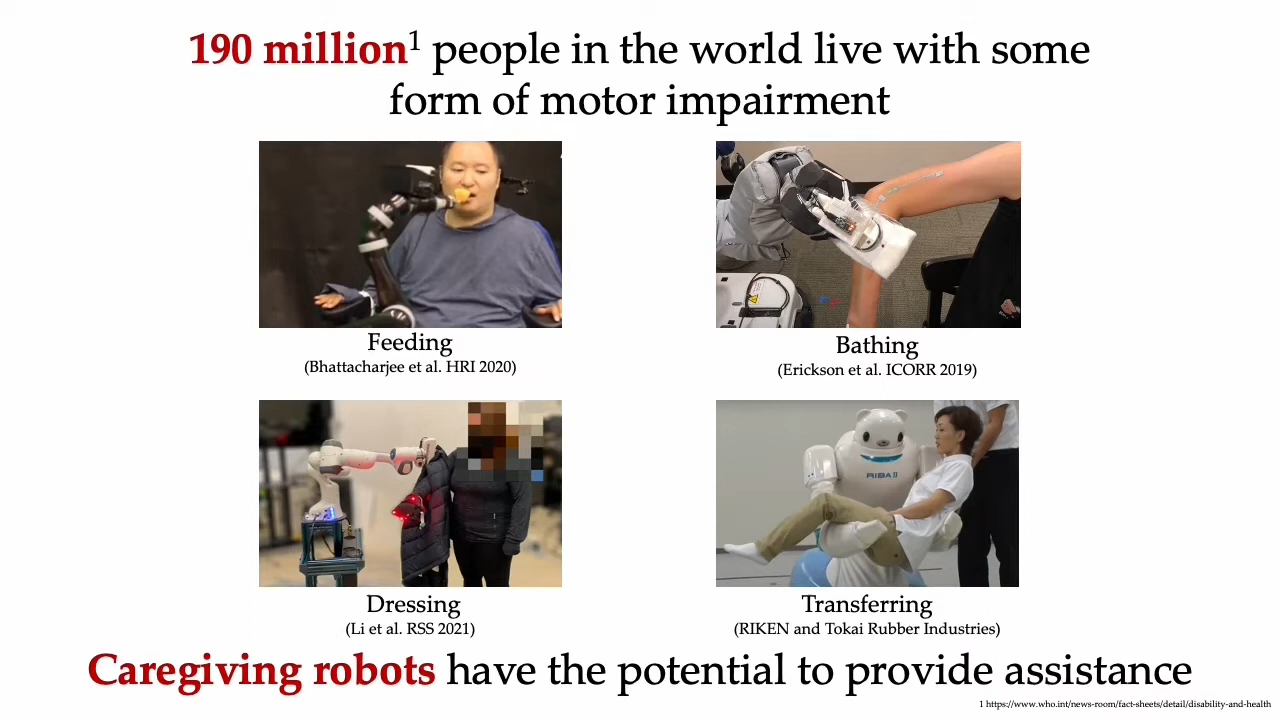 190 million¹ people in the world live with some
form of motor impairment
Feeding
(Bhattacharjee et al. HRI 2020)
Bathing
(Erickson et al. ICORR 2019)
RIBA II
Dressing
(Li et al. RSS 2021)
Transferring
(RIKEN and Tokai Rubber Industries)
Caregiving robots have the potential to provide assistance
1 https://www.who.int/news-room/fact-sheets/detail/disability-and-health